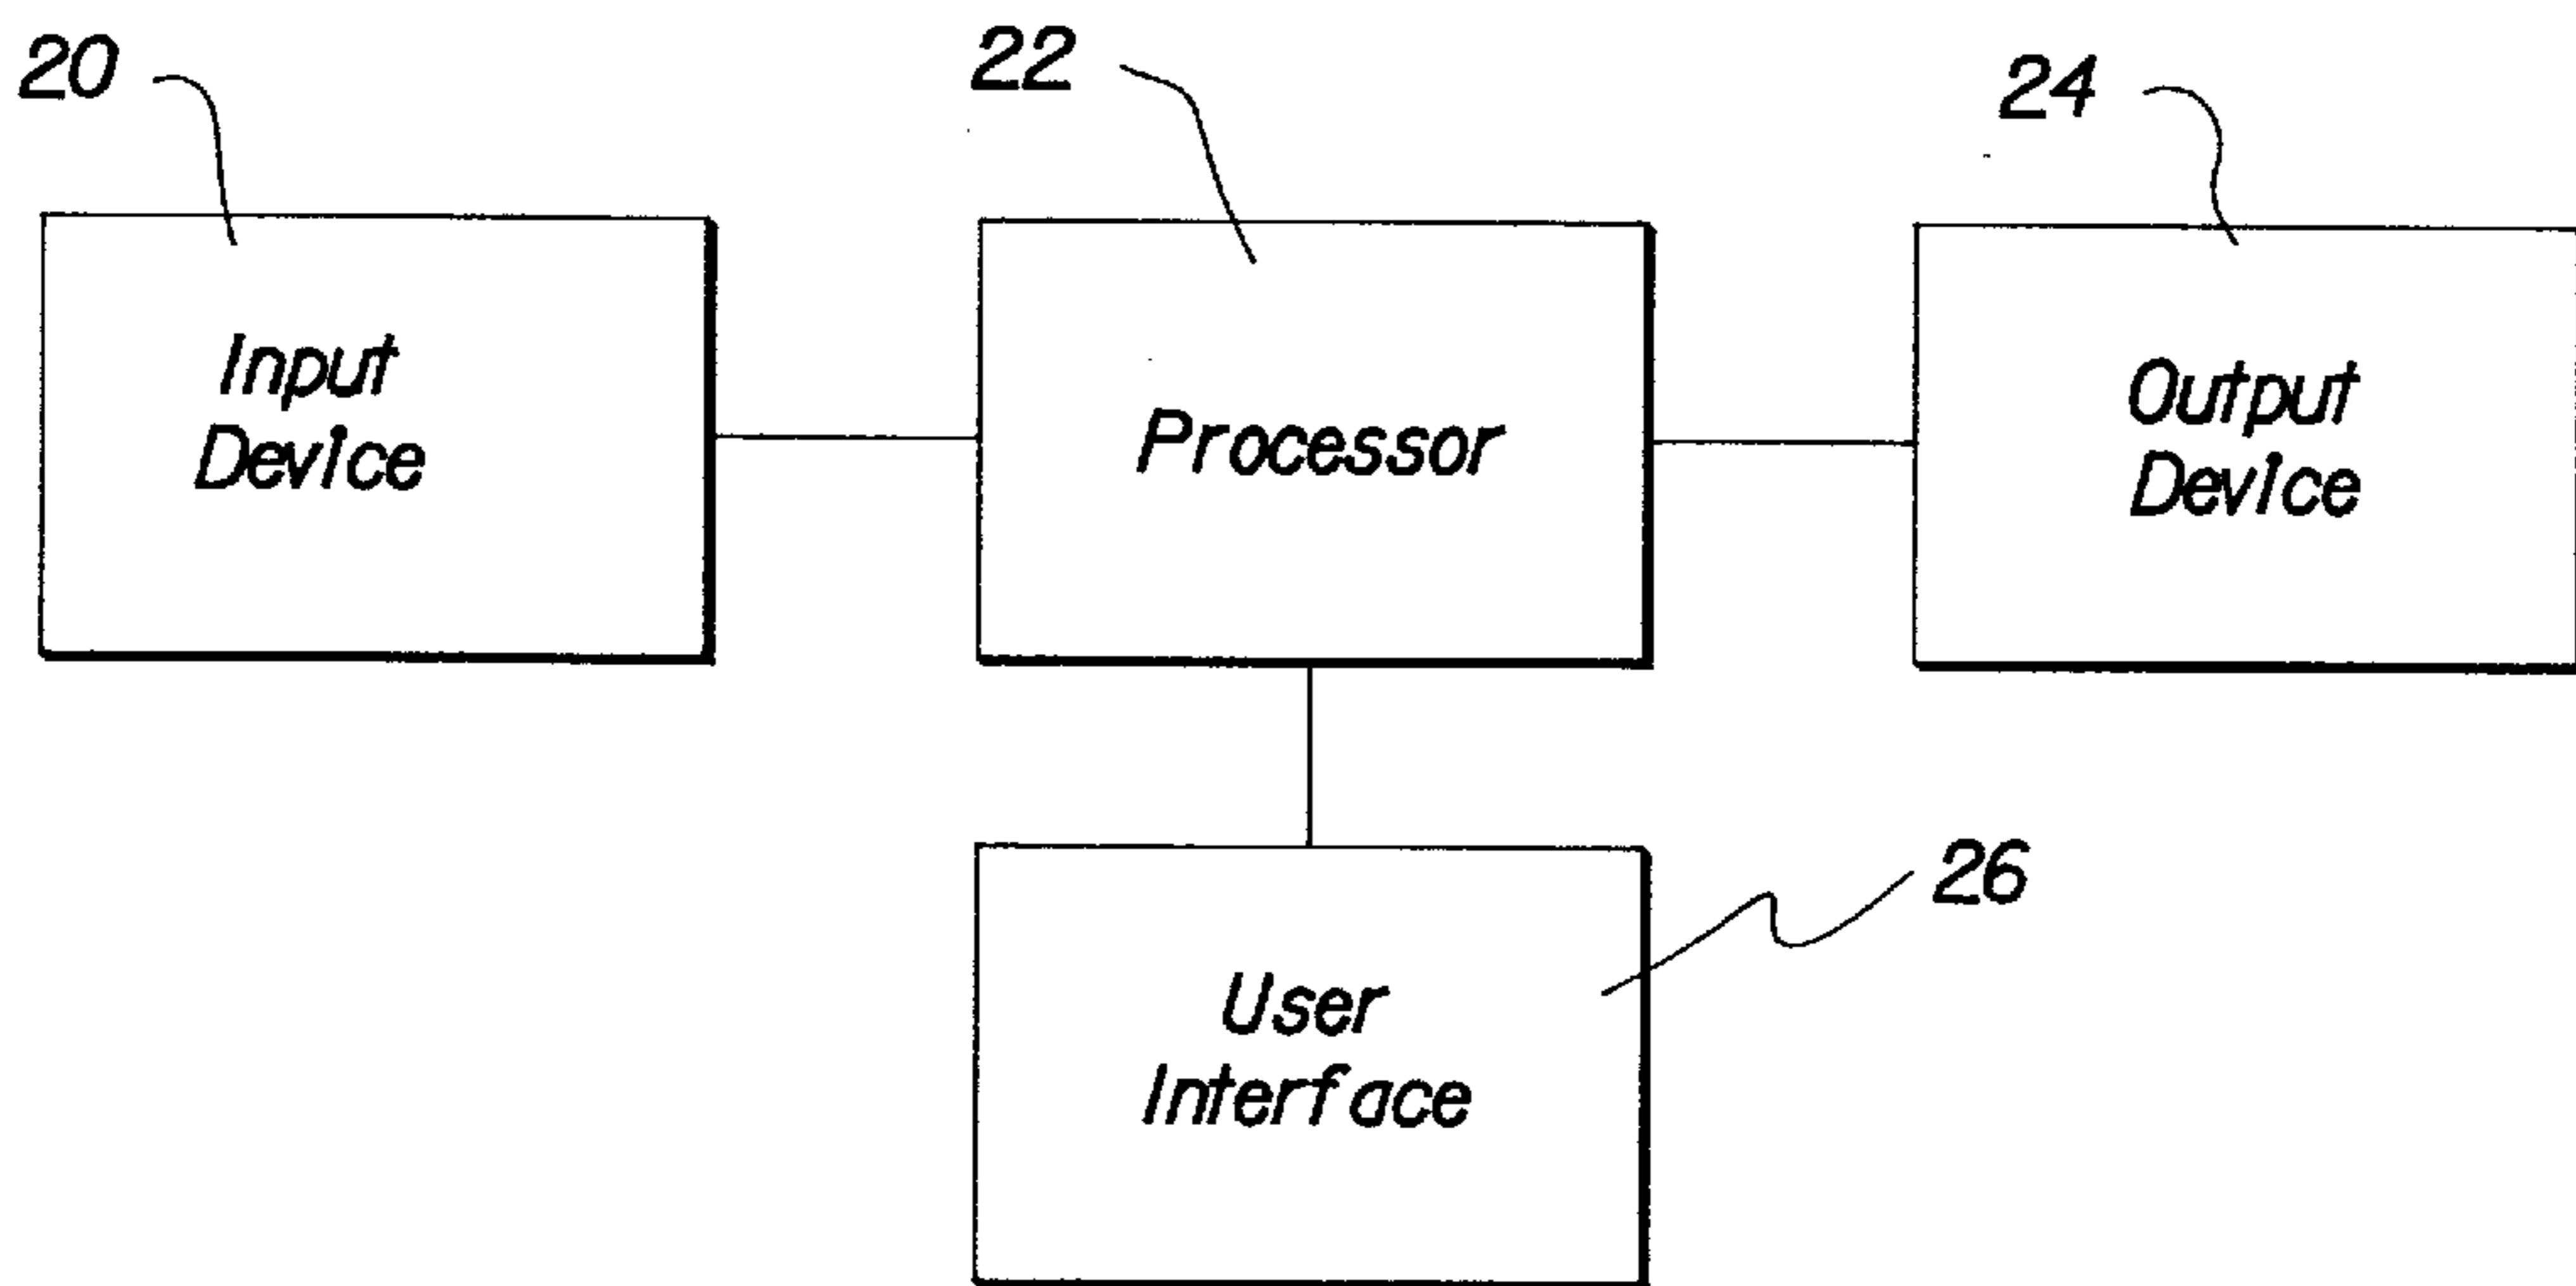 20
22
24
Input
Device
Processor
Output
Device
26
User
Interface